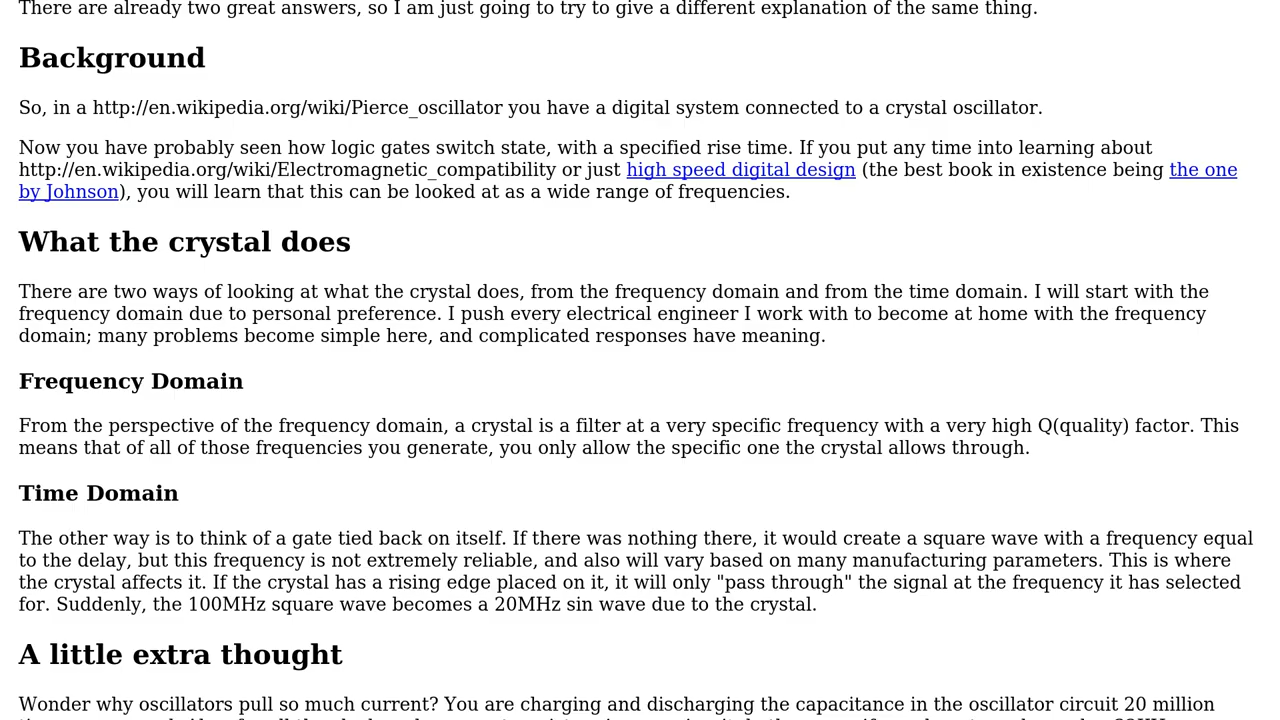 There are already two great answers, so I am just going to try to give a different explanation of the same thing.
Background
So, in a http://en.wikipedia.org/wiki/Pierce_oscillator you have a digital system connected to a crystal oscillator.
Now you have probably seen how logic gates switch state, with a specified rise time. If you put any time into learning about
http://en.wikipedia.org/wiki/Electromagnetic_compatibility or just high speed digital design (the best book in existence being the one
by Johnson), you will learn that this can be looked at as a wide range of frequencies.
What the crystal does
There are two ways of looking at what the crystal does, from the frequency domain and from the time domain. I will start with the
frequency domain due to personal preference. I push every electrical engineer I work with to become at home with the frequency
domain; many problems become simple here, and complicated responses have meaning.
Frequency Domain
From the perspective of the frequency domain, a crystal is a filter at a very specific frequency with a very high Q(quality) factor. This
means that of all of those frequencies you generate, you only allow the specific one the crystal allows through.
Time Domain
The other way is to think of a gate tied back on itself. If there was nothing there, it would create a square wave with a frequency equal
to the delay, but this frequency is not extremely reliable, and also will vary based on many manufacturing parameters. This is where
the crystal affects it. If the crystal has a rising edge placed on it, it will only "pass through" the signal at the frequency it has selected
for. Suddenly, the 100MHz square wave becomes a 20MHz sin wave due to the crystal.
A little extra thought
Wonder why oscillators pull so much current? You are charging and discharging the capacitance in the oscillator circuit 20 million